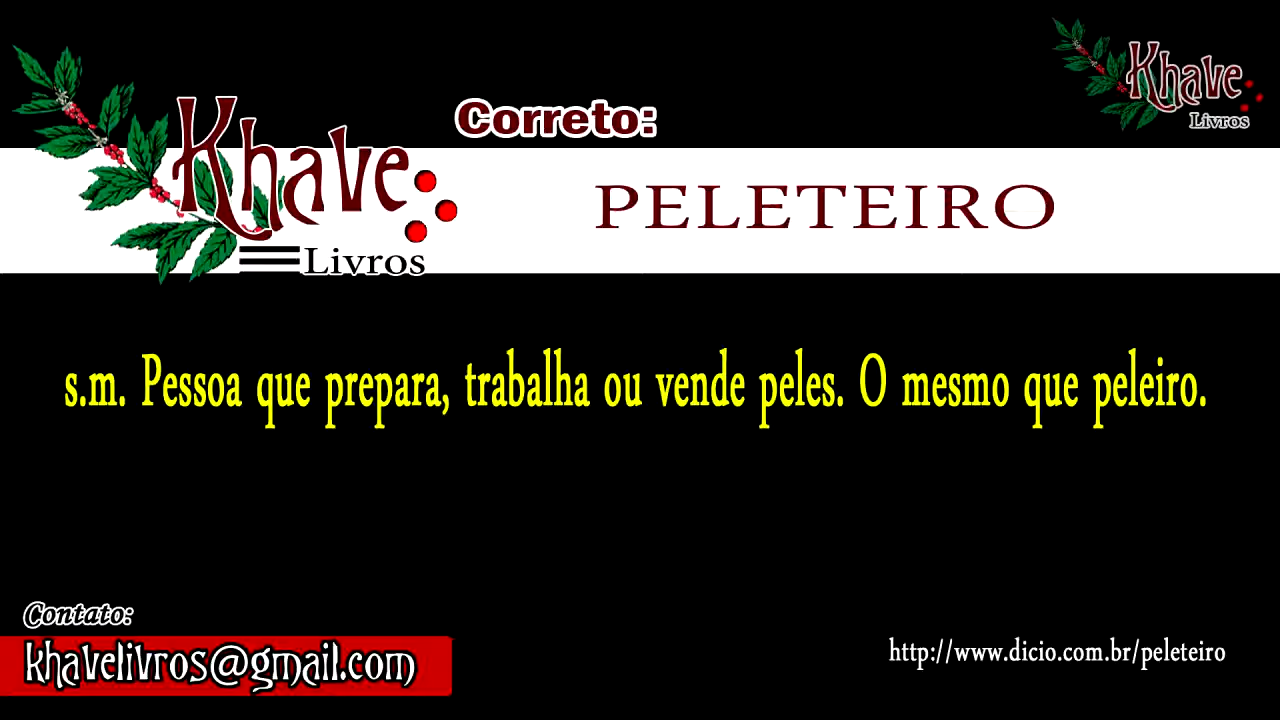 Khave
Livros
Correto:
Khave
Livros
PELETEIRO
s.m. Pessoa que prepara, trabalha ou vende peles. O mesmo que peleiro.
Contato:
khavelivros@gmail.com
http://www.dicio.com.br/peleteiro